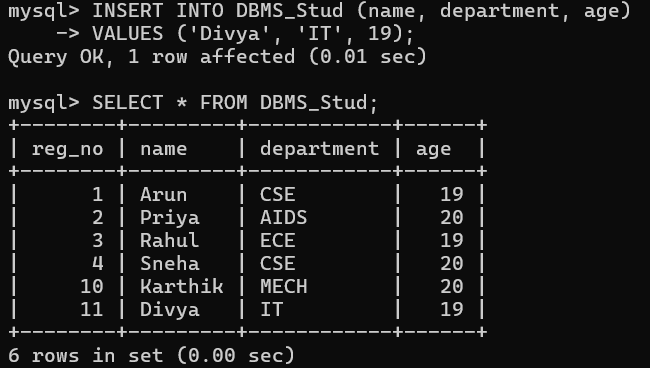 mysql> INSERT INTO DBMS_Stud (name, department, age)
    -> VALUES ('Divya', 'IT', 19);
Query OK, 1 row affected (0.01 sec)

mysql> SELECT * FROM DBMS_Stud;
+--------+---------+------------+------+
| reg_no | name    | department | age  |
+--------+---------+------------+------+
|      1 | Arun    | CSE        |   19 |
|      2 | Priya   | AIDS       |   20 |
|      3 | Rahul   | ECE        |   19 |
|      4 | Sneha   | CSE        |   20 |
|     10 | Karthik | MECH       |   20 |
|     11 | Divya   | IT         |   19 |
+--------+---------+------------+------+
6 rows in set (0.00 sec)